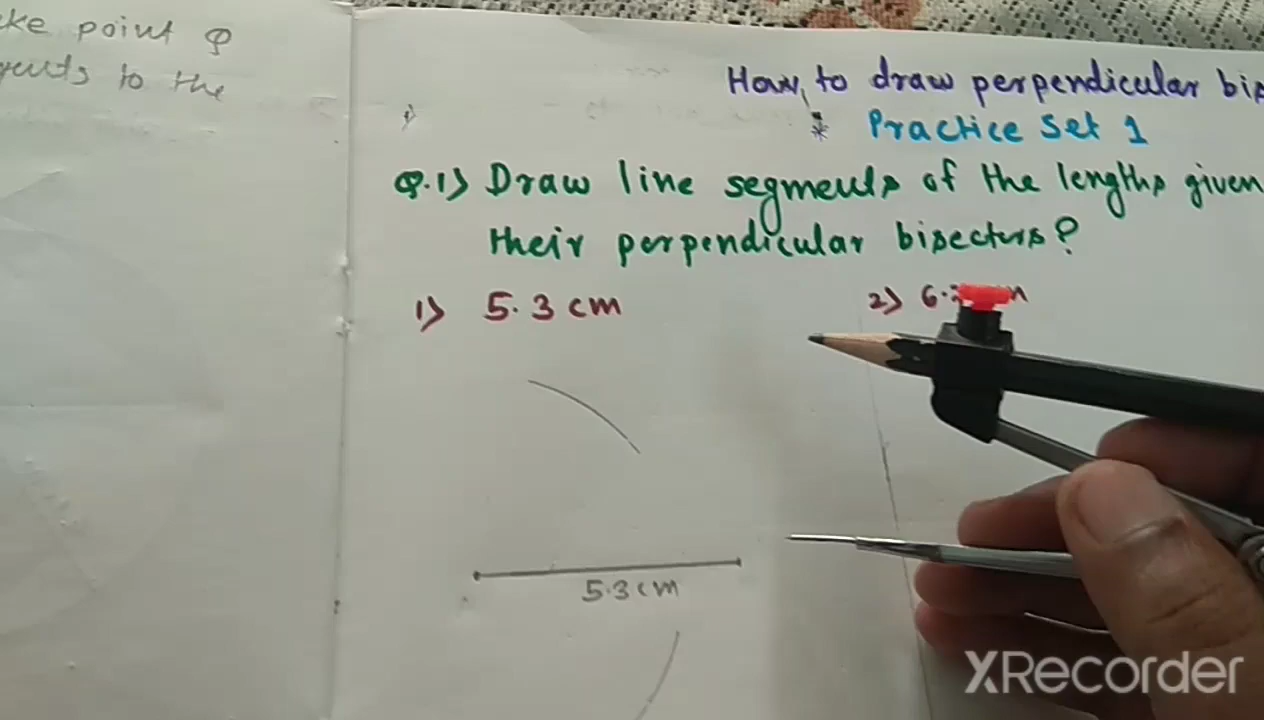 ke point Q
to the
How to draw perpendicular bis
* Practice Set 1
Q.1) Draw line segments of the lengths given
their perpendicular bisectors?
1) 5.3 cm
2) 6.
5.3 cm
XRecorder